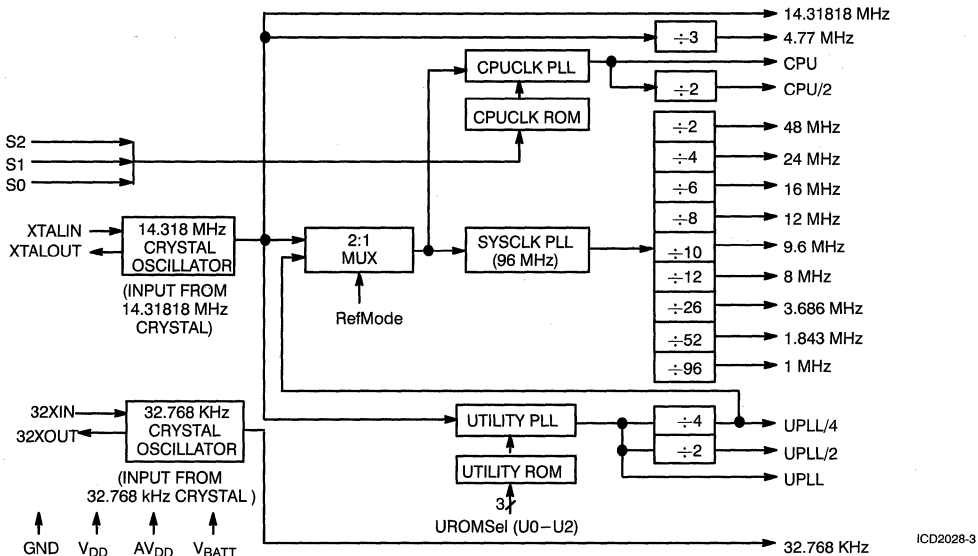 14.31818 MHz
÷3
4.77 MHz
CPUCLK PLL
CPU
÷2
CPU/2
CPUCLK ROM
÷2
48 MHz
S2
÷4
24 MHz
S1
S0
÷6
16 MHz
÷8
12 MHz
XTALIN
XTALOUT
14.318 MHz
CRYSTAL
OSCILLATOR
2:1
MUX
SYSCLK PLL
(96 MHz)
÷10
9.6 MHz
÷12
8 MHz
(INPUT FROM
14.31818 MHz
CRYSTAL)
RefMode
÷26
3.686 MHz
÷52
1.843 MHz
÷96
1 MHz
32XIN
32XOUT
32.768 KHz
CRYSTAL
OSCILLATOR
UTILITY PLL
÷4
UPLL/4
÷2
UPLL/2
(INPUT FROM
32.768 kHz CRYSTAL )
UTILITY ROM
UPLL
3
UROMSel (U0−U2)
GND
VDD
AVDD
VBATT
32.768 KHz
ICD2028-3